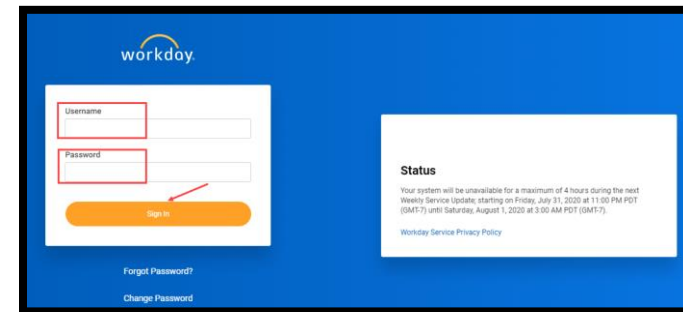 workday.
Username
Password
Sign In
Forgot Password?
Change Password
Status
Your system will be unavailable for a maximum of 4 hours during the next
Weekly Service Update; starting on Friday, July 31, 2020 at 11:00 PM PDT
(GMT-7) until Saturday, August 1, 2020 at 3:00 AM PDT (GMT-7).
Workday Service Privacy Policy